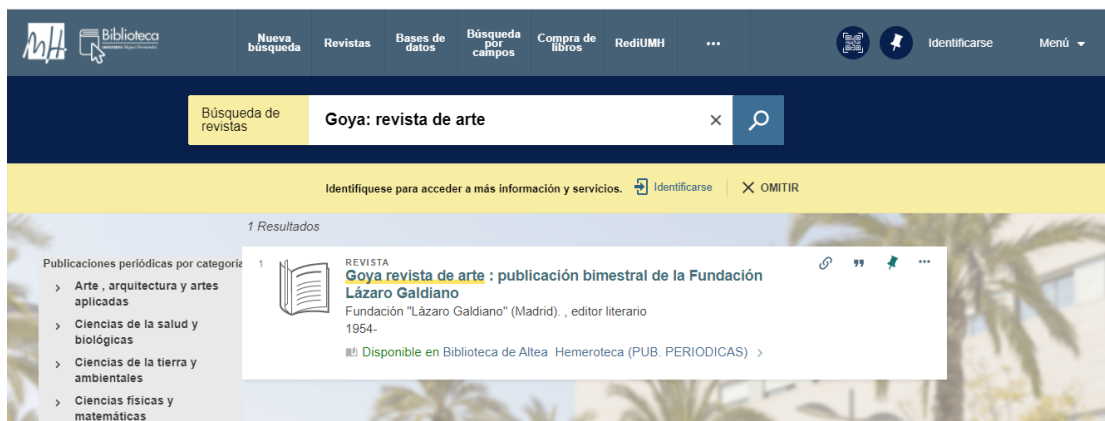 Biblioteca
UNIVERSITAS Miguel Hernández
Nueva búsqueda
Revistas
Bases de datos
Búsqueda por campos
Compra de libros
RediUMH
...
Identificarse
Menú
Búsqueda de revistas
Goya: revista de arte
Identifíquese para acceder a más información y servicios.
Identificarse
OMITIR
1 Resultados
Publicaciones periódicas por categoría
Arte , arquitectura y artes
aplicadas
Ciencias de la salud y
biológicas
Ciencias de la tierra y
ambientales
Ciencias físicas y
matemáticas
1
REVISTA
Goya revista de arte : publicación bimestral de la Fundación
Lázaro Galdiano
Fundación "Lázaro Galdiano" (Madrid). , editor literario
1954-
Disponible en Biblioteca de Altea Hemeroteca (PUB. PERIODICAS)